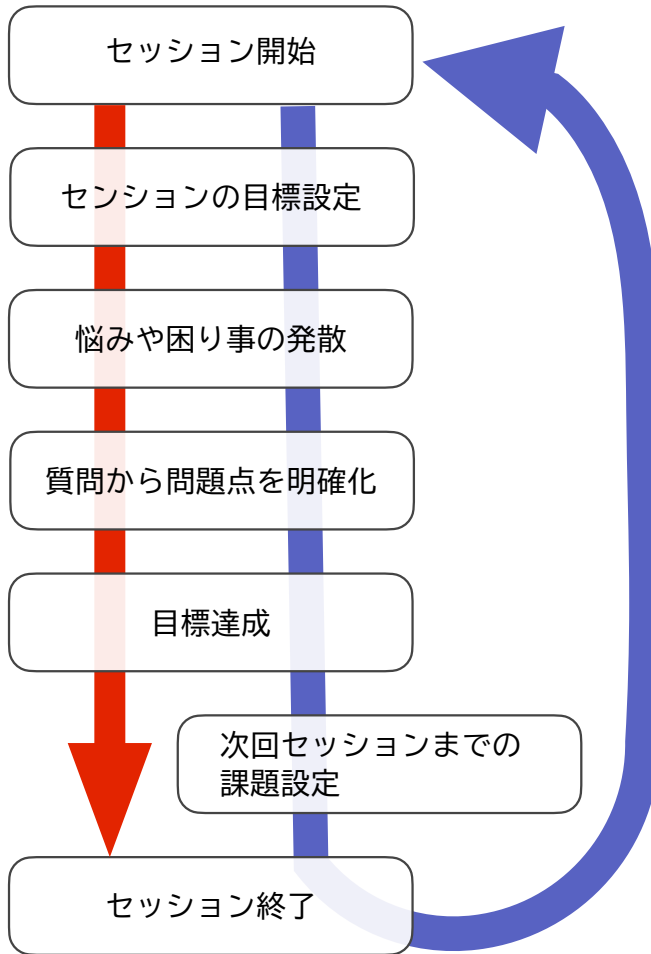 セッション開始
センションの目標設定
悩みや困り事の発散
質問から問題点を明確化
目標達成
次回セッションまでの
課題設定
セッション終了